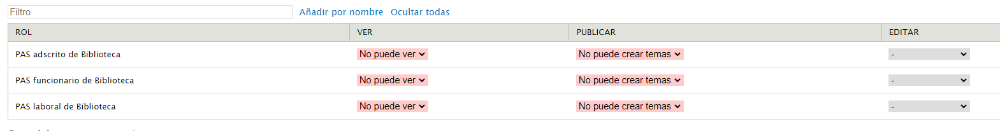 Filtro Añadir por nombre Ocultar todas
ROL VER PUBLICAR EDITAR
PAS adscrito de Biblioteca No puede ver No puede crear temas -
PAS funcionario de Biblioteca No puede ver No puede crear temas -
PAS laboral de Biblioteca No puede ver No puede crear temas -